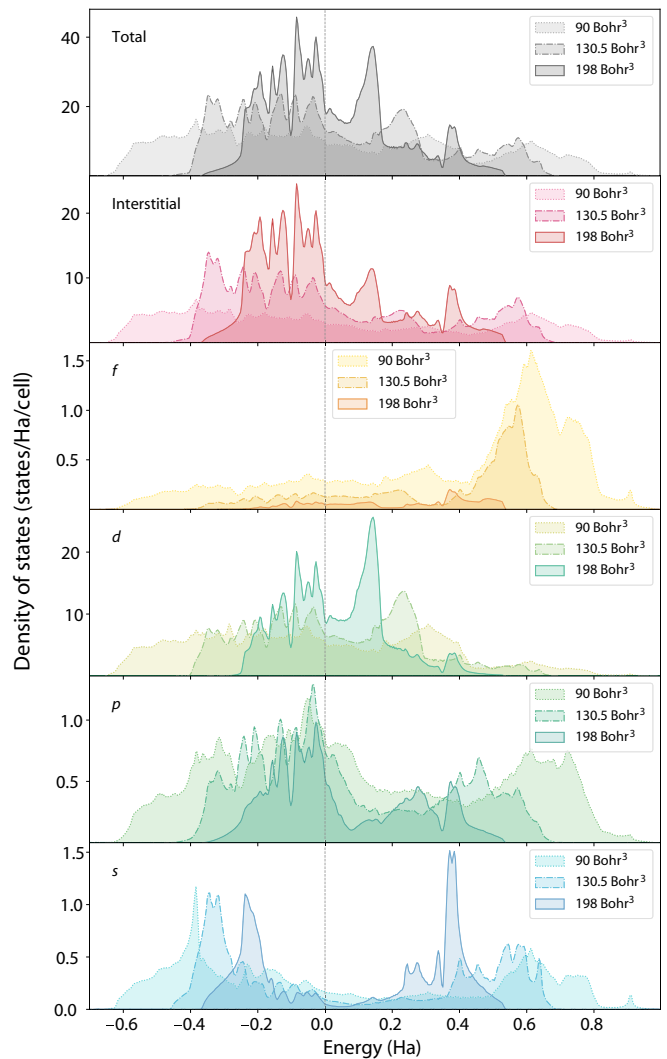 Total
90 Bohr³
130.5 Bohr³
198 Bohr³
40
20
Interstitial
90 Bohr³
130.5 Bohr³
198 Bohr³
20
10
f
90 Bohr³
130.5 Bohr³
198 Bohr³
1.5
1.0
0.5
d
90 Bohr³
130.5 Bohr³
198 Bohr³
20
10
p
90 Bohr³
130.5 Bohr³
198 Bohr³
1.0
0.5
s
90 Bohr³
130.5 Bohr³
198 Bohr³
1.5
1.0
0.5
0.0
−0.6 −0.4 −0.2 0.0 0.2 0.4 0.6 0.8
Energy (Ha)
Density of states (states/Ha/cell)